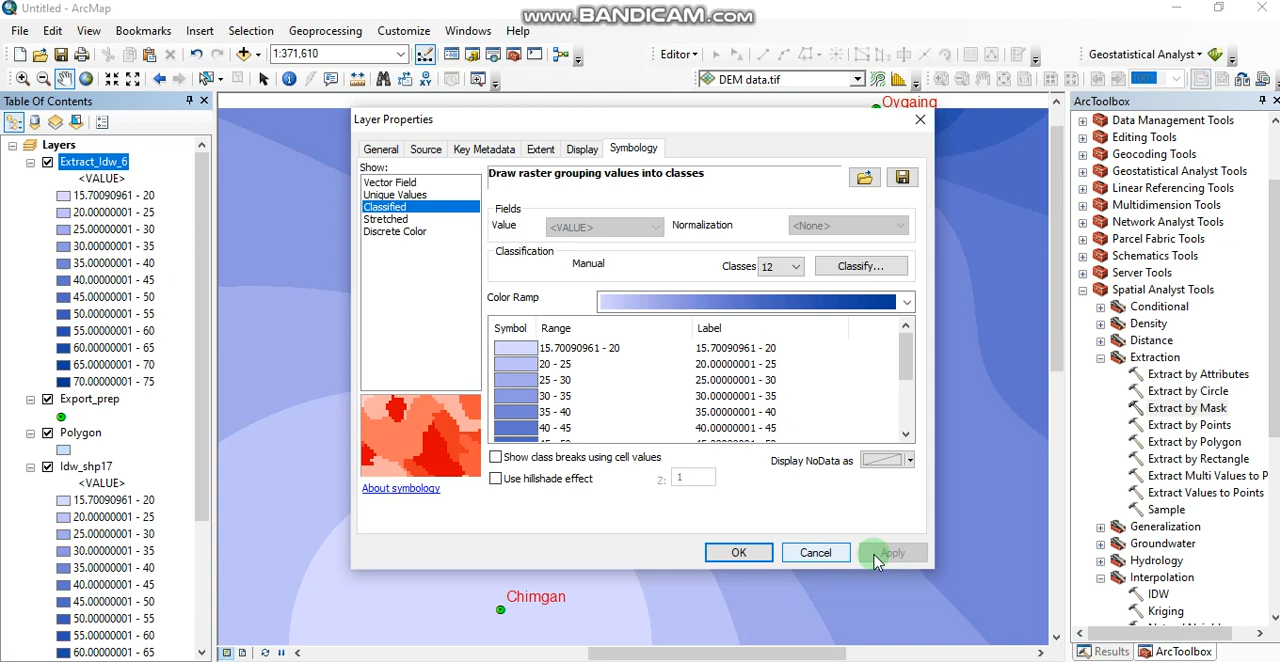 Untitled - ArcMap
www.BANDICAM.com
File Edit View Bookmarks Insert Selection Geoprocessing Customize Windows Help
1:371,610
Editor
Geostatistical Analyst
DEM data.tif
100%
Table Of Contents
Layers
Extract_Idw_6
<VALUE>
15.70090961 - 20
20.00000001 - 25
25.00000001 - 30
30.00000001 - 35
35.00000001 - 40
40.00000001 - 45
45.00000001 - 50
50.00000001 - 55
55.00000001 - 60
60.00000001 - 65
65.00000001 - 70
70.00000001 - 75
Export_prep
Polygon
Idw_shp17
<VALUE>
15.70090961 - 20
20.00000001 - 25
25.00000001 - 30
30.00000001 - 35
35.00000001 - 40
40.00000001 - 45
45.00000001 - 50
50.00000001 - 55
55.00000001 - 60
60.00000001 - 65
Oygaing
Chimgan
Layer Properties
General Source Key Metadata Extent Display Symbology
Show:
Vector Field
Unique Values
Classified
Stretched
Discrete Color
About symbology
Draw raster grouping values into classes
Fields
Value <VALUE> Normalization <None>
Classification
Manual Classes 12 Classify...
Color Ramp
Symbol Range Label
15.70090961 - 20 15.70090961 - 20
20 - 25 20.00000001 - 25
25 - 30 25.00000001 - 30
30 - 35 30.00000001 - 35
35 - 40 35.00000001 - 40
40 - 45 40.00000001 - 45
45 - 50 45.00000001 - 50
Show class breaks using cell values
Display NoData as
Use hillshade effect Z: 1
OK Cancel Apply
ArcToolbox
Data Management Tools
Editing Tools
Geocoding Tools
Geostatistical Analyst Tools
Linear Referencing Tools
Multidimension Tools
Network Analyst Tools
Parcel Fabric Tools
Schematics Tools
Server Tools
Spatial Analyst Tools
Conditional
Density
Distance
Extraction
Extract by Attributes
Extract by Circle
Extract by Mask
Extract by Points
Extract by Polygon
Extract by Rectangle
Extract Multi Values to P
Extract Values to Points
Sample
Generalization
Groundwater
Hydrology
Interpolation
IDW
Kriging
Results ArcToolbox